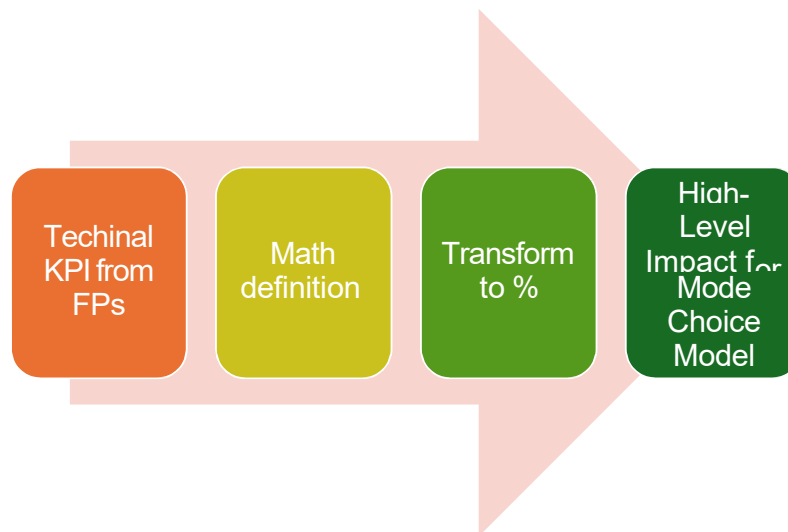 Techinal
KPI from
FPs
Math
definition
Transform
to %
High-
Level
Impact for
Mode
Choice
Model